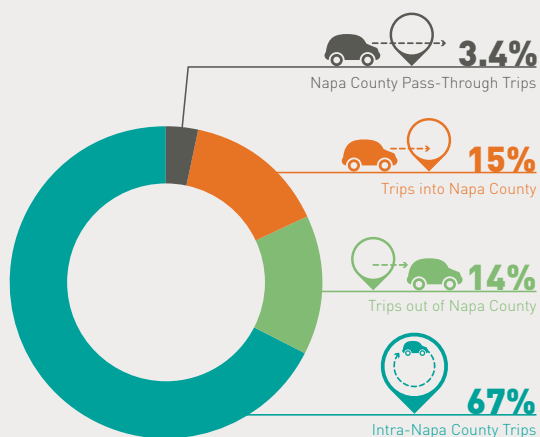 3.4%
Napa County Pass-Through Trips
15%
Trips into Napa County
14%
Trips out of Napa County
67%
Intra-Napa County Trips